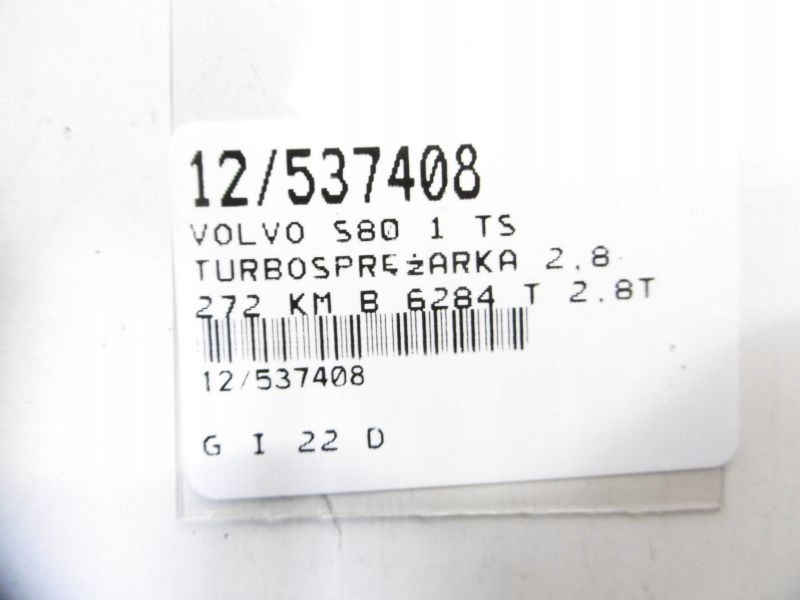 12/537408
VOLVO S80 1 TS
TURBOSPRĘżARKA 2,8
272 KM B 6284 T 2.8T
12/537408
G I 22 D